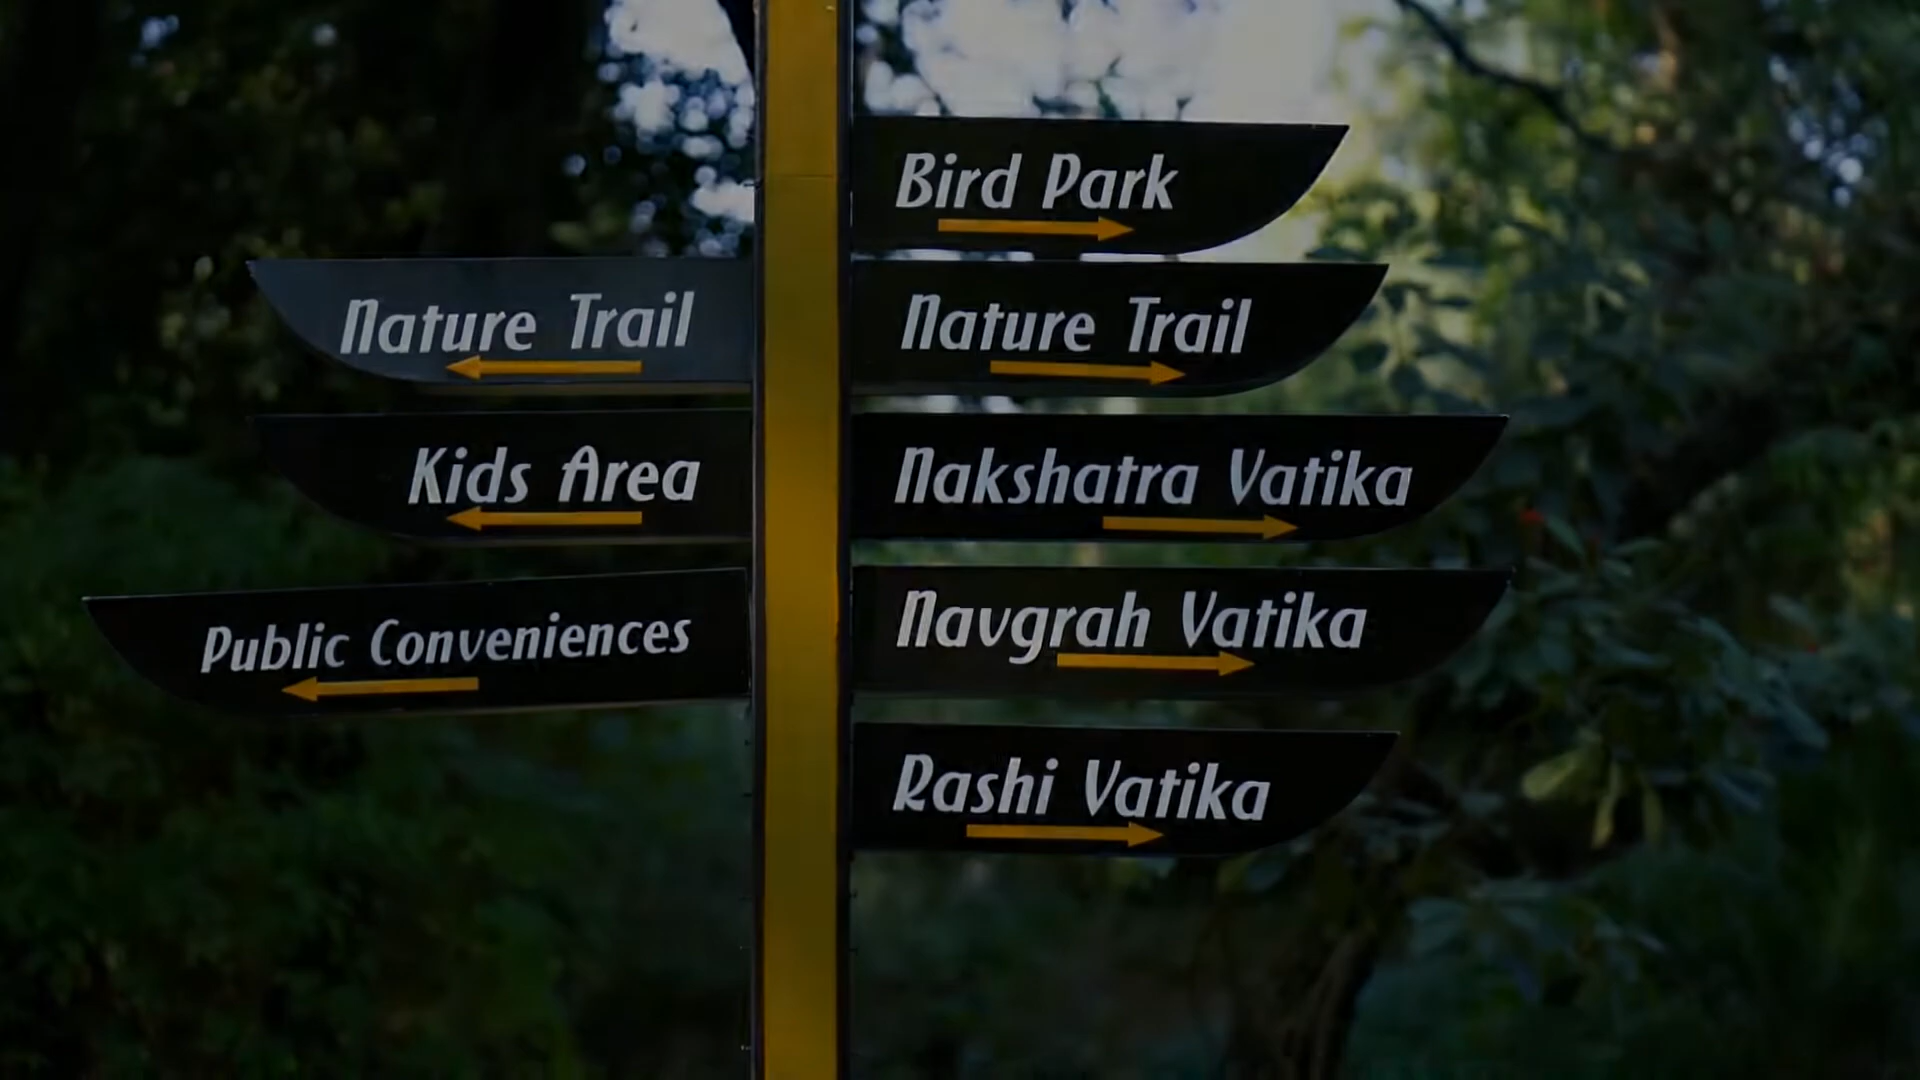 Bird Park
Nature Trail
Nature Trail
Kids Area
Nakshatra Vatika
Public Conveniences
Navgrah Vatika
Rashi Vatika